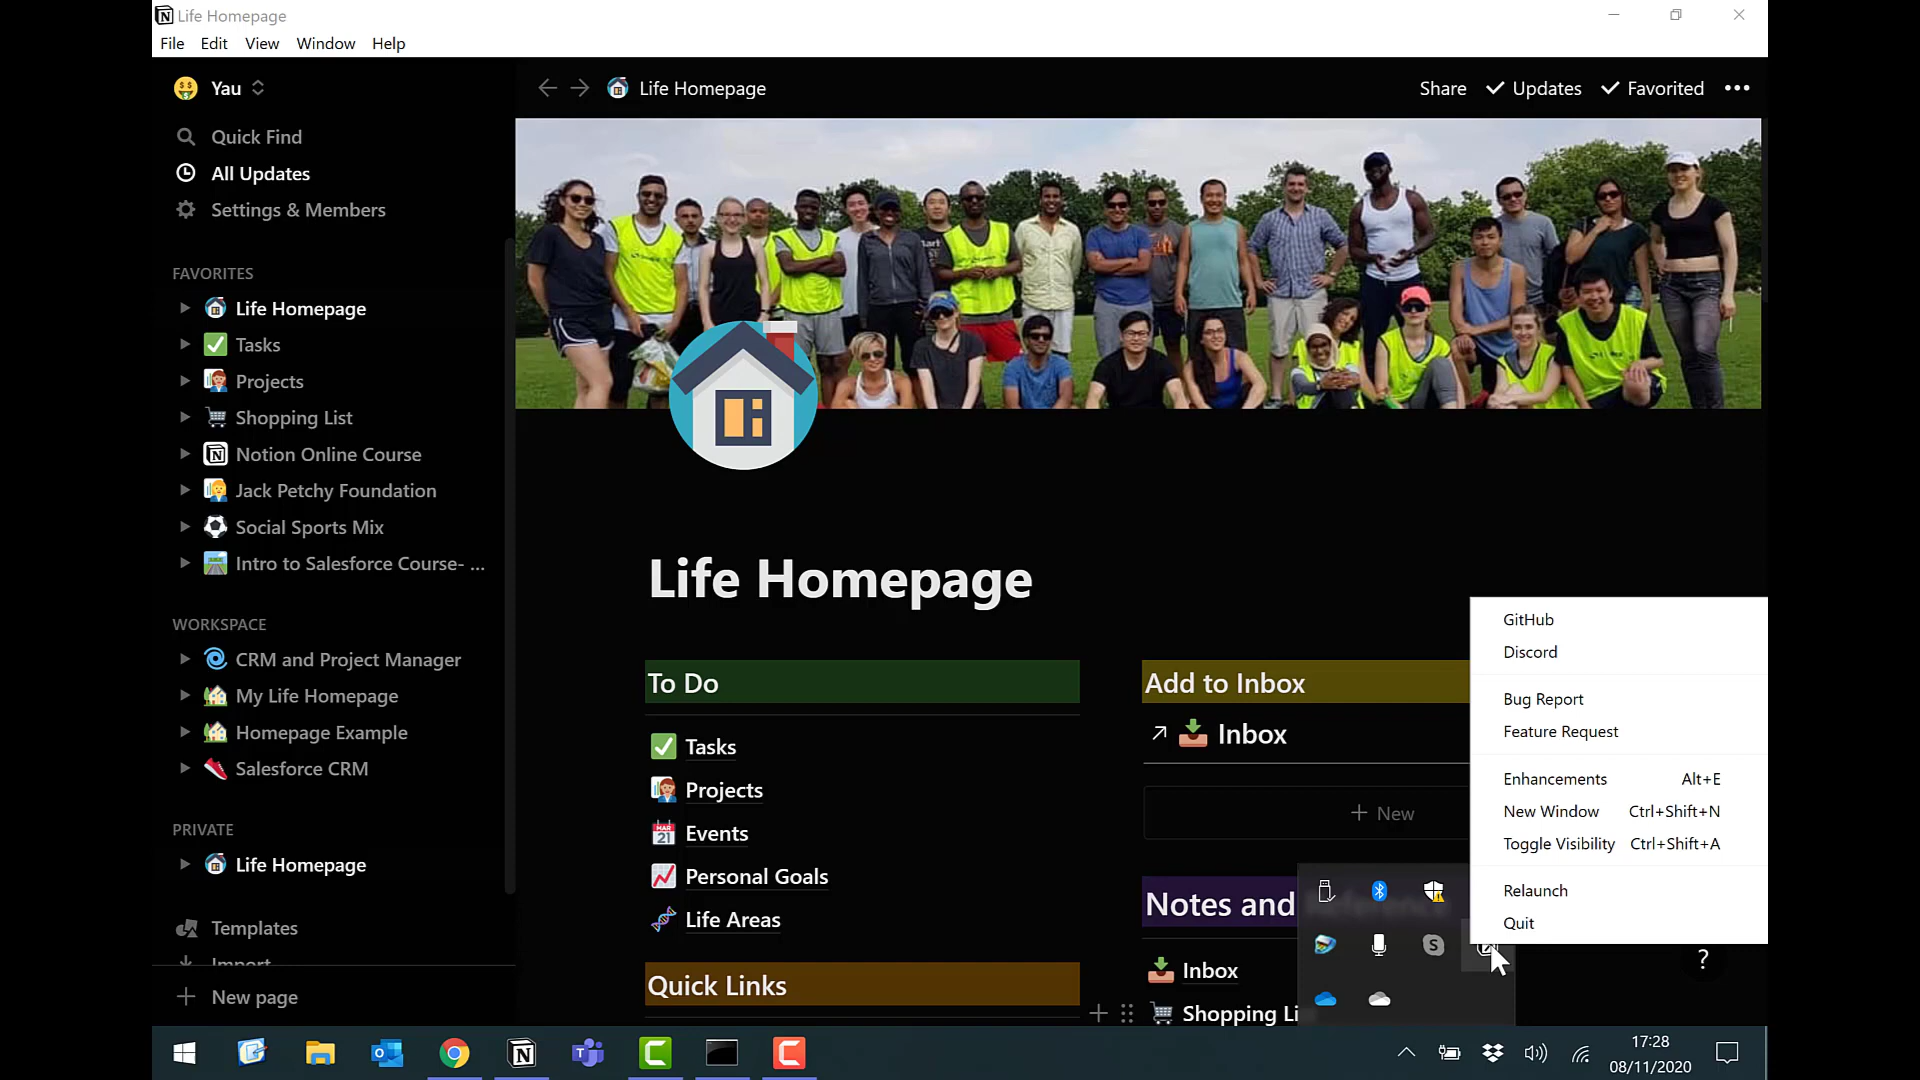 Life Homepage
File Edit View Window Help
Yau
Life Homepage
Share Updates Favorited
Quick Find
All Updates
Settings & Members
FAVORITES
Life Homepage
Tasks
Projects
Shopping List
Notion Online Course
Jack Petchy Foundation
Social Sports Mix
Intro to Salesforce Course- ...
WORKSPACE
CRM and Project Manager
My Life Homepage
Homepage Example
Salesforce CRM
PRIVATE
Life Homepage
Templates
Import
New page
Life Homepage
To Do
Tasks
Projects
MAR
21
Events
Personal Goals
Life Areas
Quick Links
Add to Inbox
Inbox
New
Notes and
Inbox
Shopping Li
GitHub
Discord
Bug Report
Feature Request
Enhancements Alt+E
New Window Ctrl+Shift+N
Toggle Visibility Ctrl+Shift+A
Relaunch
Quit
?
17:28
08/11/2020